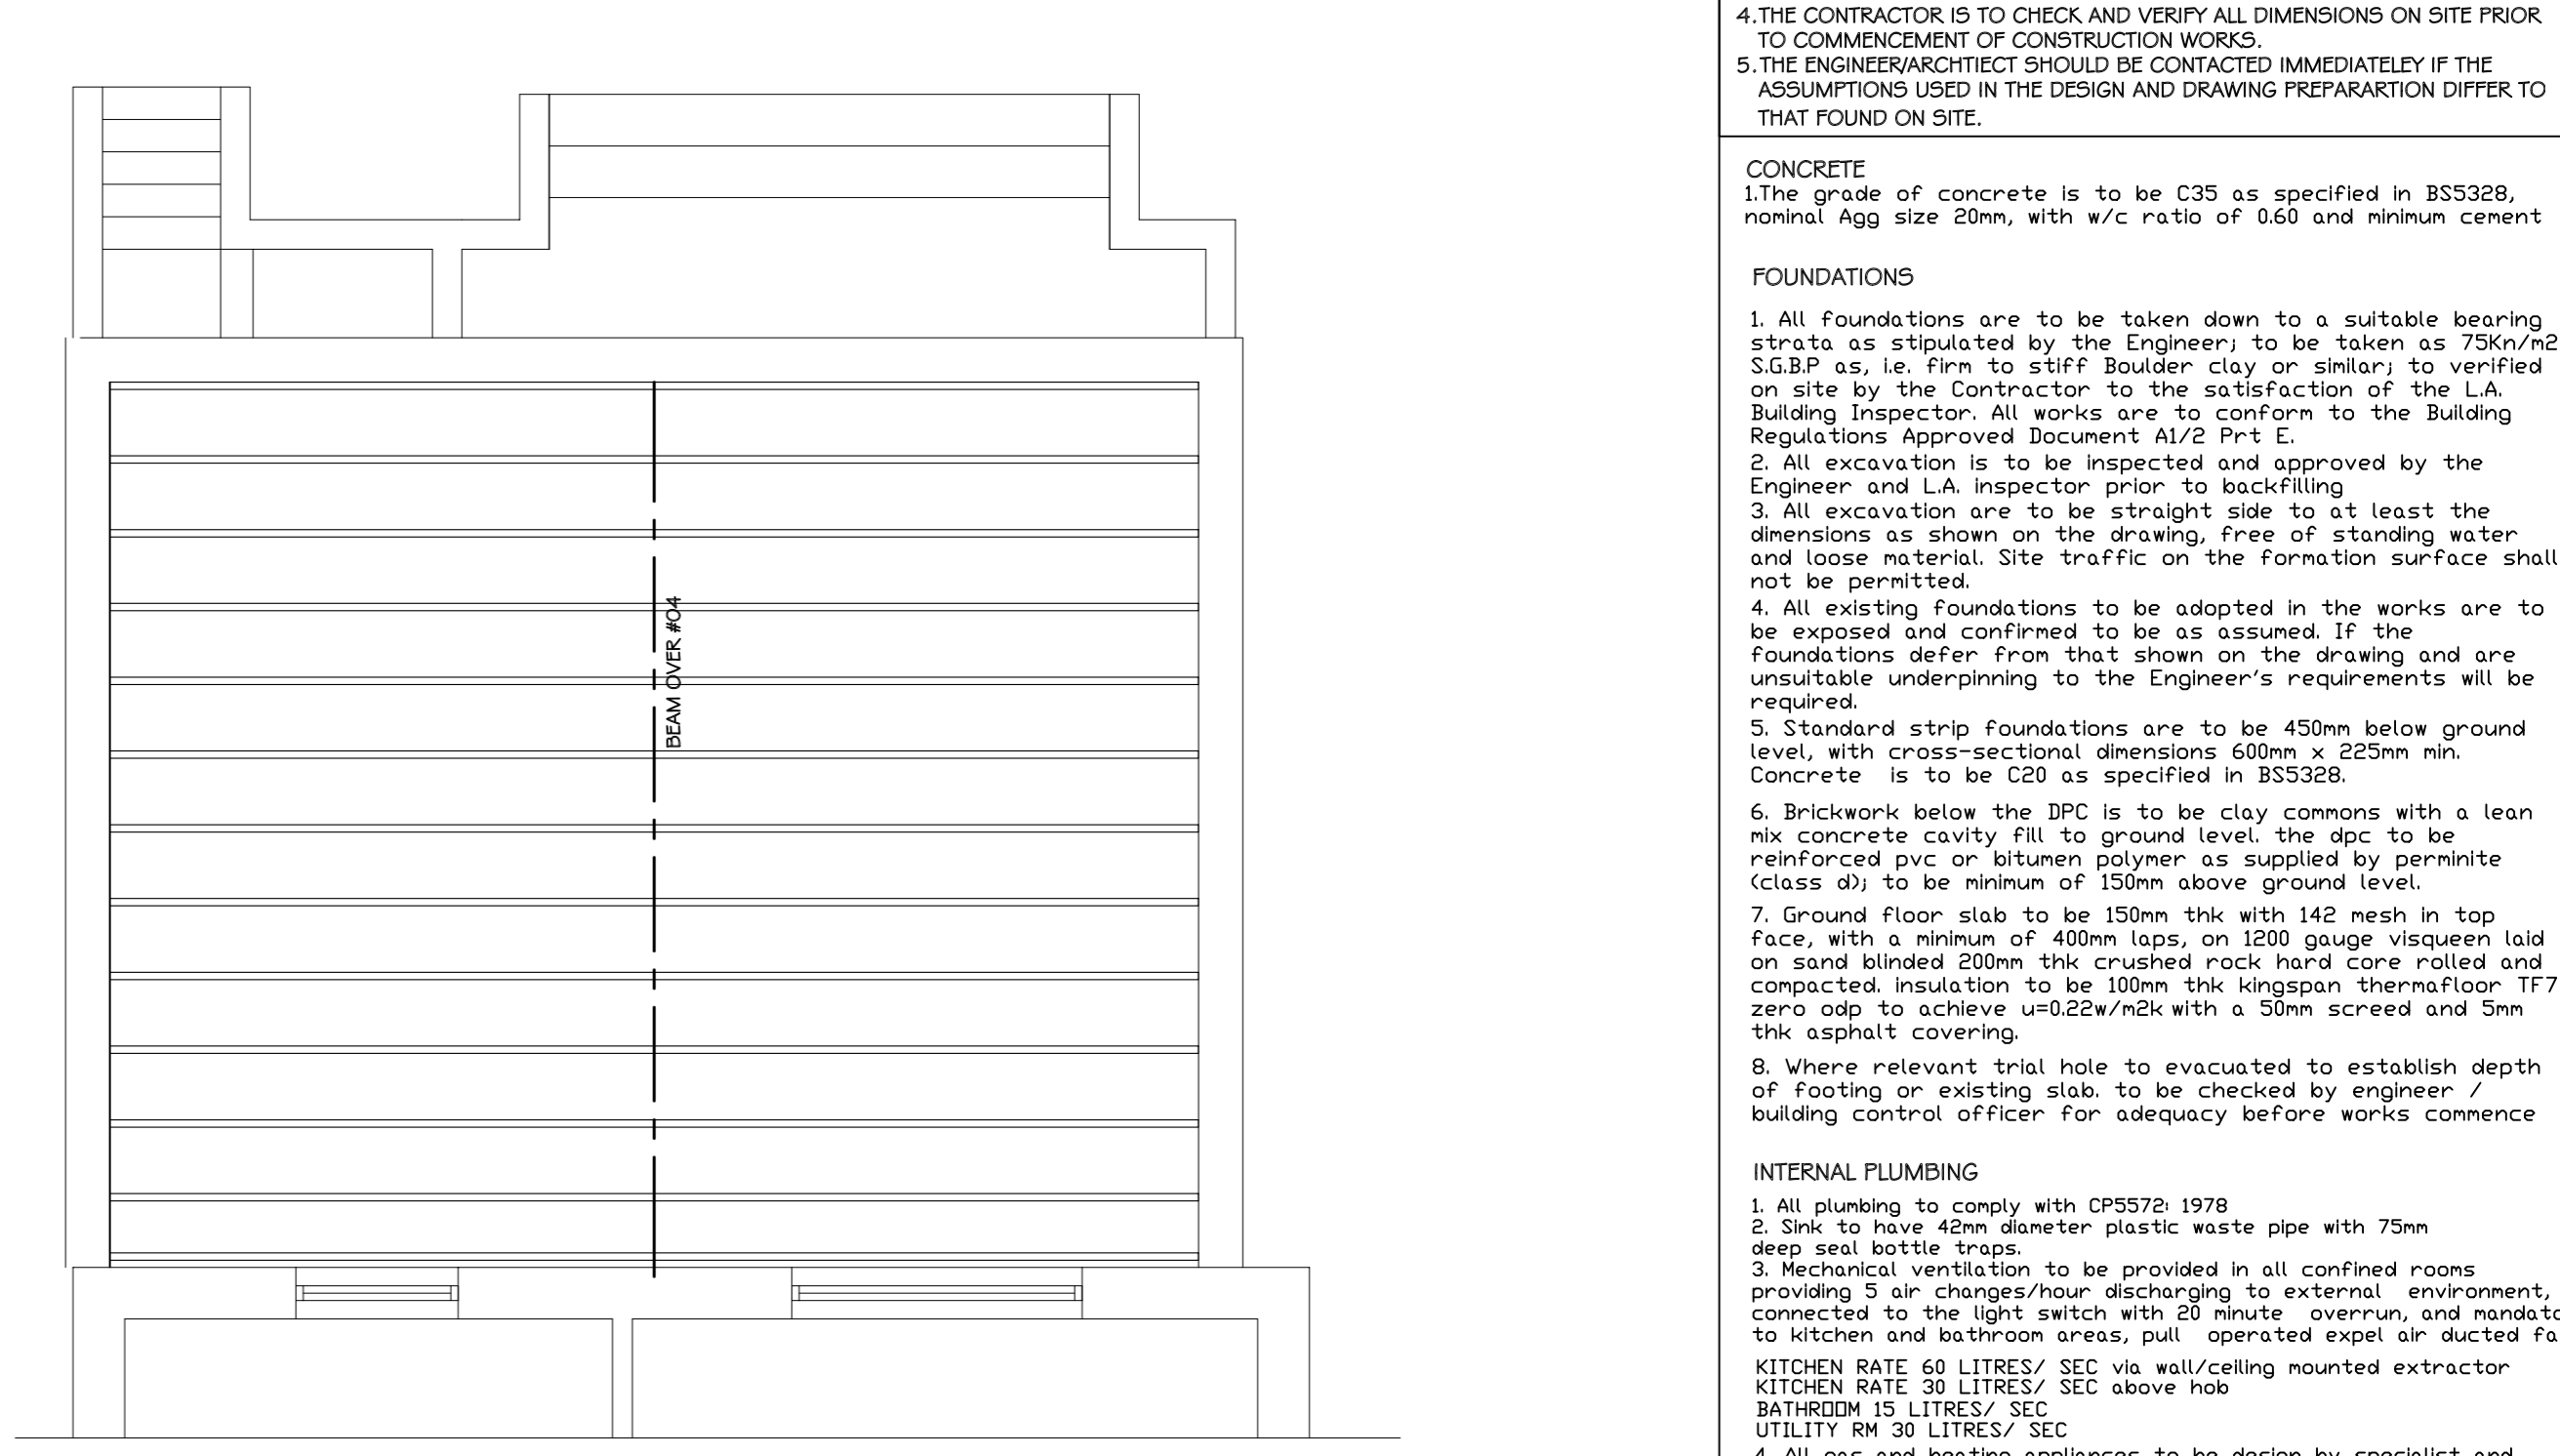 BEAM OVER #04
4.THE CONTRACTOR IS TO CHECK AND VERIFY ALL DIMENSIONS ON SITE PRIOR
TO COMMENCEMENT OF CONSTRUCTION WORKS.
5.THE ENGINEER/ARCHTIECT SHOULD BE CONTACTED IMMEDIATELEY IF THE
ASSUMPTIONS USED IN THE DESIGN AND DRAWING PREPARARTION DIFFER TO
THAT FOUND ON SITE.
CONCRETE
1.The grade of concrete is to be C35 as specified in BS5328,
nominal Agg size 20mm, with w/c ratio of 0.60 and minimum cement
FOUNDATIONS
1. All foundations are to be taken down to a suitable bearing
strata as stipulated by the Engineer; to be taken as 75Kn/m2
S.G.B.P as, i.e. firm to stiff Boulder clay or similar; to verified
on site by the Contractor to the satisfaction of the L.A.
Building Inspector. All works are to conform to the Building
Regulations Approved Document A1/2 Prt E.
2. All excavation is to be inspected and approved by the
Engineer and L.A. inspector prior to backfilling
3. All excavation are to be straight side to at least the
dimensions as shown on the drawing, free of standing water
and loose material. Site traffic on the formation surface shall
not be permitted.
4. All existing foundations to be adopted in the works are to
be exposed and confirmed to be as assumed. If the
foundations defer from that shown on the drawing and are
unsuitable underpinning to the Engineer's requirements will be
required.
5. Standard strip foundations are to be 450mm below ground
level, with cross-sectional dimensions 600mm x 225mm min.
Concrete is to be C20 as specified in BS5328.
6. Brickwork below the DPC is to be clay commons with a lean
mix concrete cavity fill to ground level. the dpc to be
reinforced pvc or bitumen polymer as supplied by perminite
(class d); to be minimum of 150mm above ground level.
7. Ground floor slab to be 150mm thk with 142 mesh in top
face, with a minimum of 400mm laps, on 1200 gauge visqueen laid
on sand blinded 200mm thk crushed rock hard core rolled and
compacted. insulation to be 100mm thk kingspan thermafloor TF7
zero odp to achieve u=0.22w/m2k with a 50mm screed and 5mm
thk asphalt covering.
8. Where relevant trial hole to evacuated to establish depth
of footing or existing slab. to be checked by engineer /
building control officer for adequacy before works commence
INTERNAL PLUMBING
1. All plumbing to comply with CP5572: 1978
2. Sink to have 42mm diameter plastic waste pipe with 75mm
deep seal bottle traps.
3. Mechanical ventilation to be provided in all confined rooms
providing 5 air changes/hour discharging to external environment,
connected to the light switch with 20 minute overrun, and mandato
to kitchen and bathroom areas, pull operated expel air ducted fa
KITCHEN RATE 60 LITRES/ SEC via wall/ceiling mounted extractor
KITCHEN RATE 30 LITRES/ SEC above hob
BATHROOM 15 LITRES/ SEC
UTILITY RM 30 LITRES/ SEC
4. All gas and heating appliances to be design by specialist and